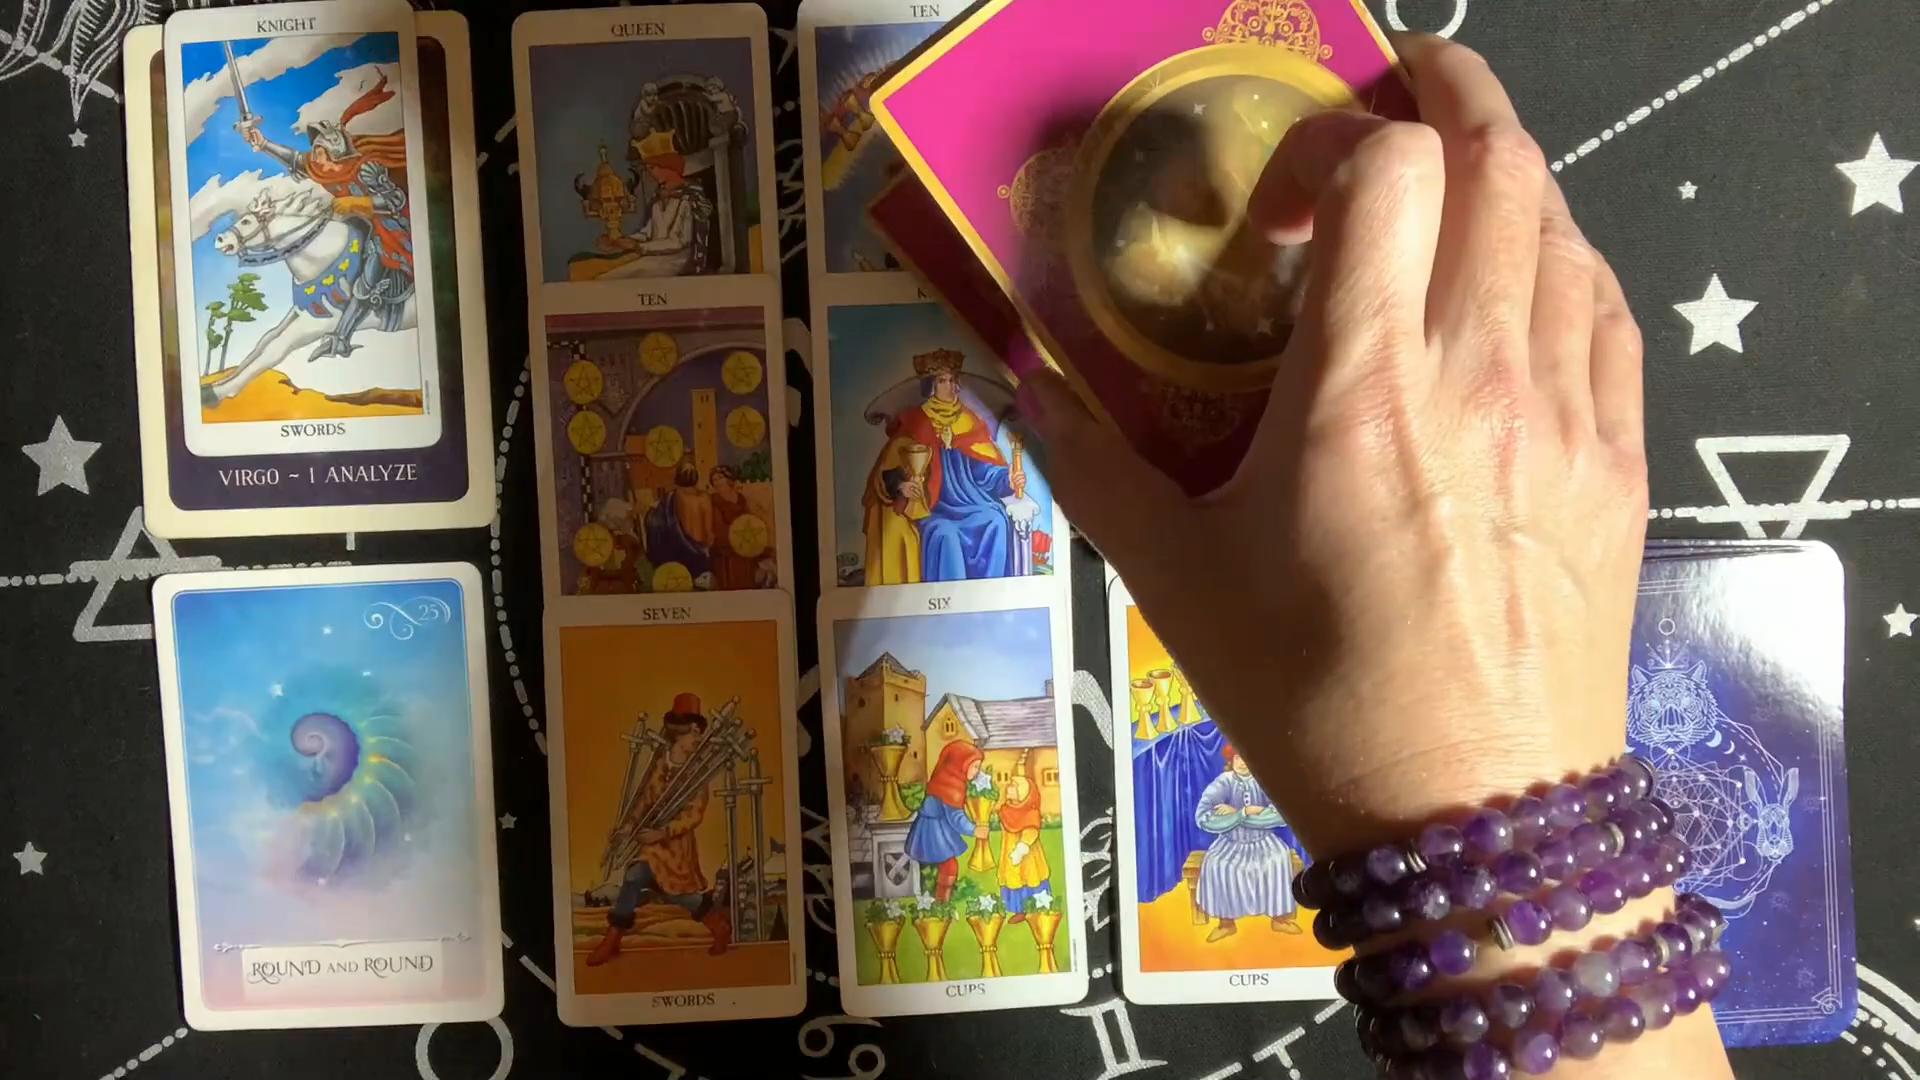 KNIGHT
SWORDS
VIRGO ~ I ANALYZE
25
ROUND AND ROUND
QUEEN
TEN
SEVEN
SWORDS
TEN
K
SIX
CUPS
CUPS